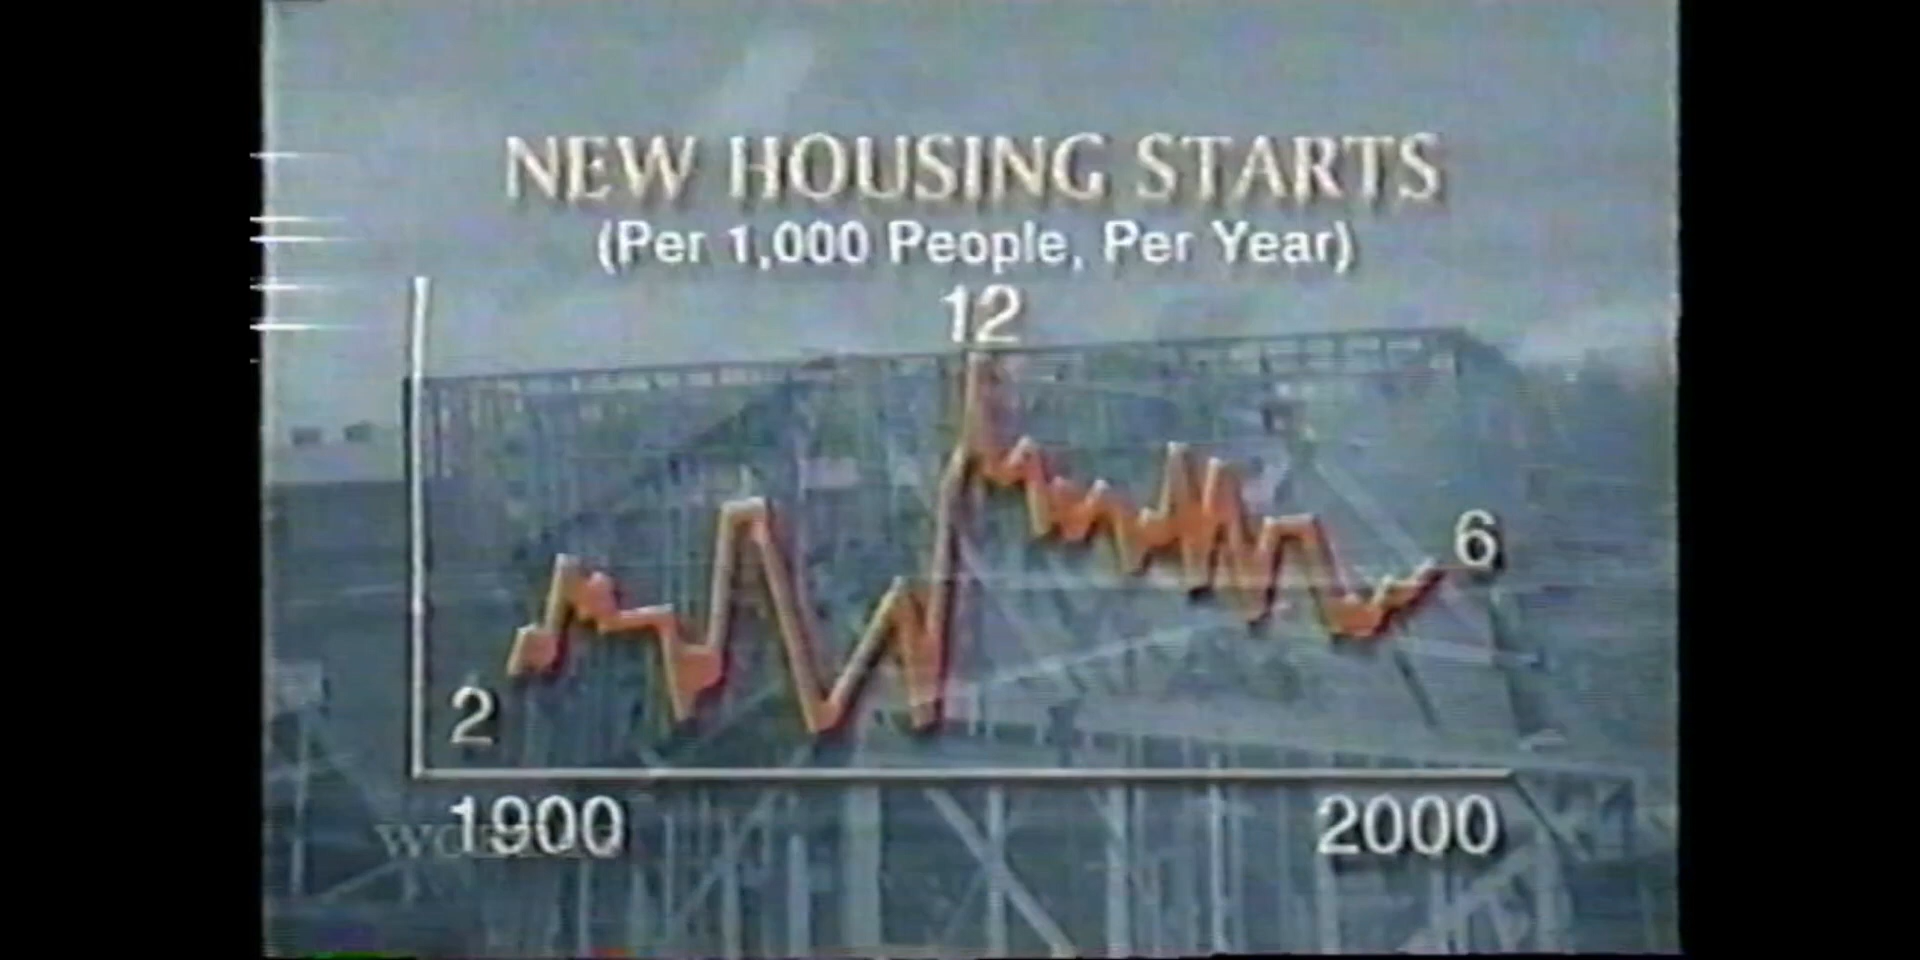 NEW HOUSING STARTS
(Per 1,000 People, Per Year)
12
6
2
1900
2000